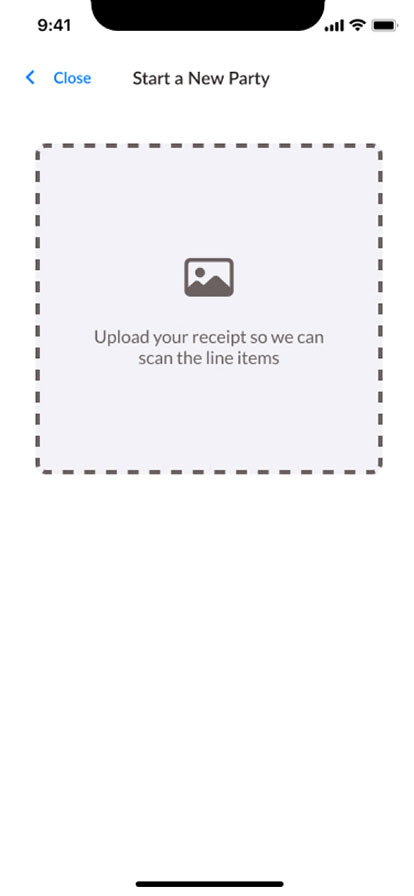 9:41
Close
Start a New Party
Upload your receipt so we can
scan the line items